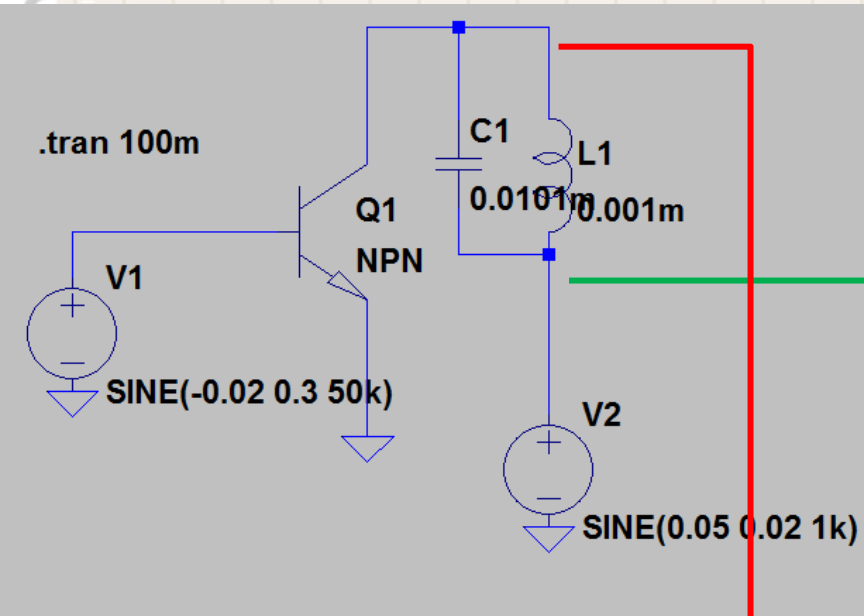 .tran 100m
C1
0.0101m
L1
0.001m
Q1
NPN
V1
SINE(-0.02 0.3 50k)
V2
SINE(0.05 0.02 1k)